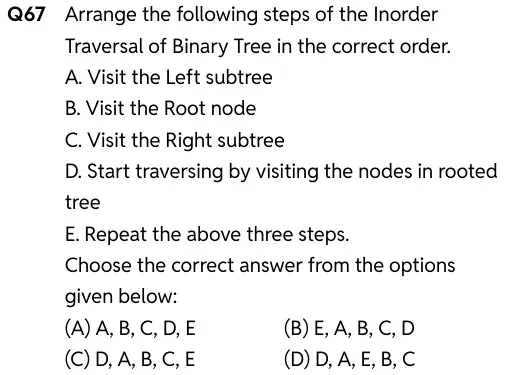 Q67 Arrange the following steps of the Inorder
Traversal of Binary Tree in the correct order.
A. Visit the Left subtree
B. Visit the Root node
C. Visit the Right subtree
D. Start traversing by visiting the nodes in rooted
tree
E. Repeat the above three steps.
Choose the correct answer from the options
given below:
(A) A, B, C, D, E (B) E, A, B, C, D
(C) D, A, B, C, E (D) D, A, E, B, C